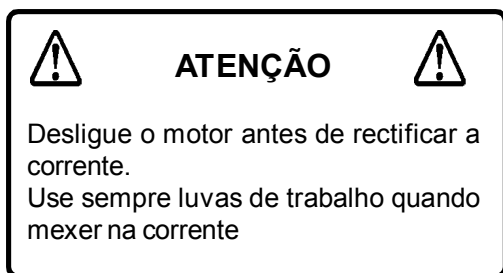 ATENÇÃO
Desligue o motor antes de rectificar a
corrente.
Use sempre luvas de trabalho quando
mexer na corrente